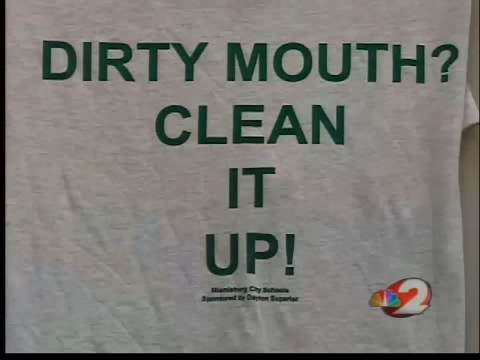 DIRTY MOUTH?
CLEAN
IT
UP!
Miamisburg City Schools
Sponsored by Dayton Superior
2